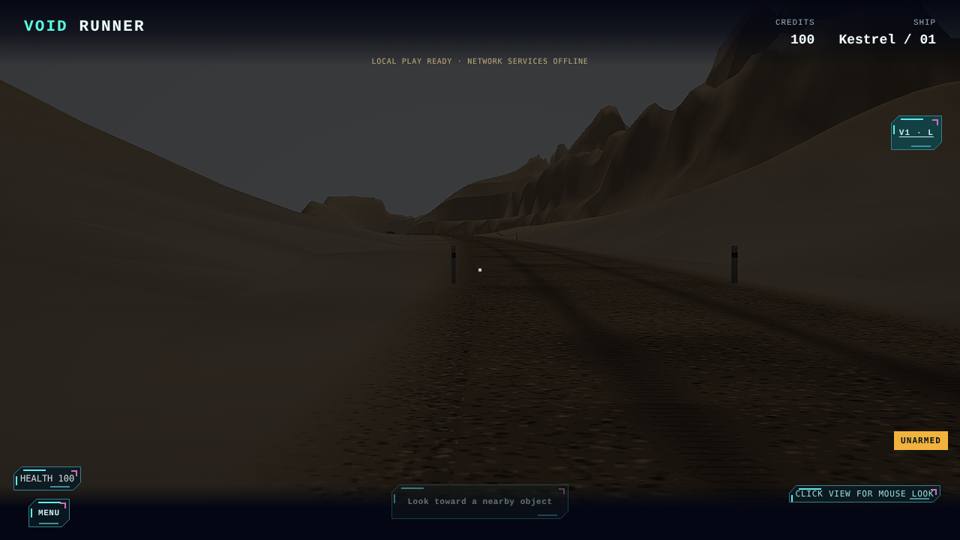 VOID RUNNER
CREDITS
100
SHIP
Kestrel / 01
LOCAL PLAY READY · NETWORK SERVICES OFFLINE
V1 · L
UNARMED
HEALTH 100
MENU
Look toward a nearby object
CLICK VIEW FOR MOUSE LOOK